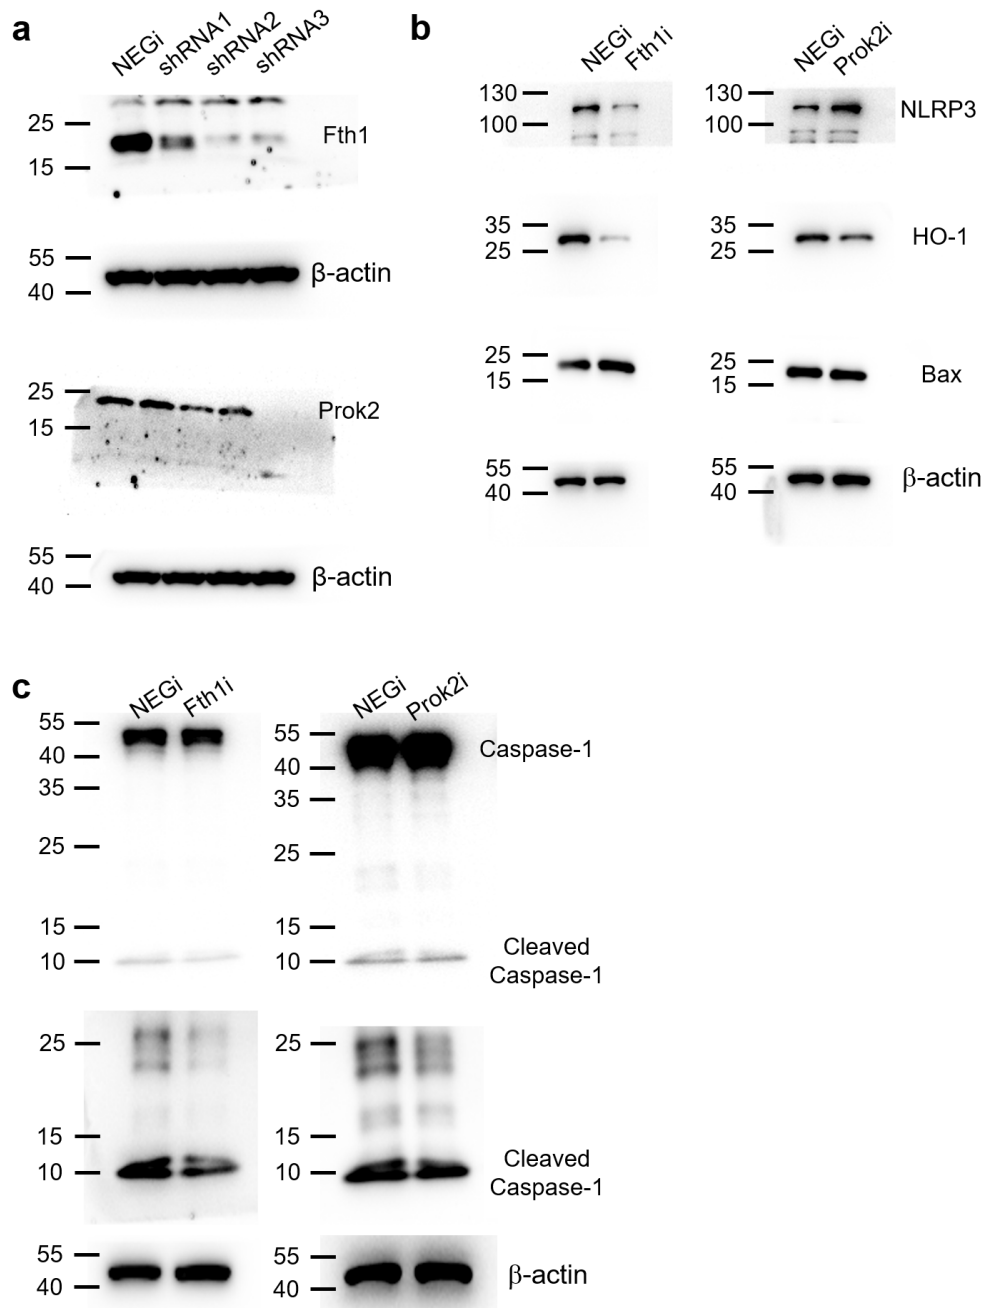 a
NEGi shRNA1 shRNA2 shRNA3
25
Fth1
15
55
β-actin
40
25
Prok2
15
55
β-actin
40
b
NEGi Fth1i NEGi Prok2i
130 130
NLRP3
100 100
35 35
HO-1
25 25
25 25
Bax
15 15
55 55
β-actin
40 40
c
NEGi Fth1i NEGi Prok2i
55 55
Caspase-1
40 40
35 35
25 25
15 15
Cleaved
10 10
Caspase-1
25 25
15 15
Cleaved
10 10
Caspase-1
55 55
β-actin
40 40